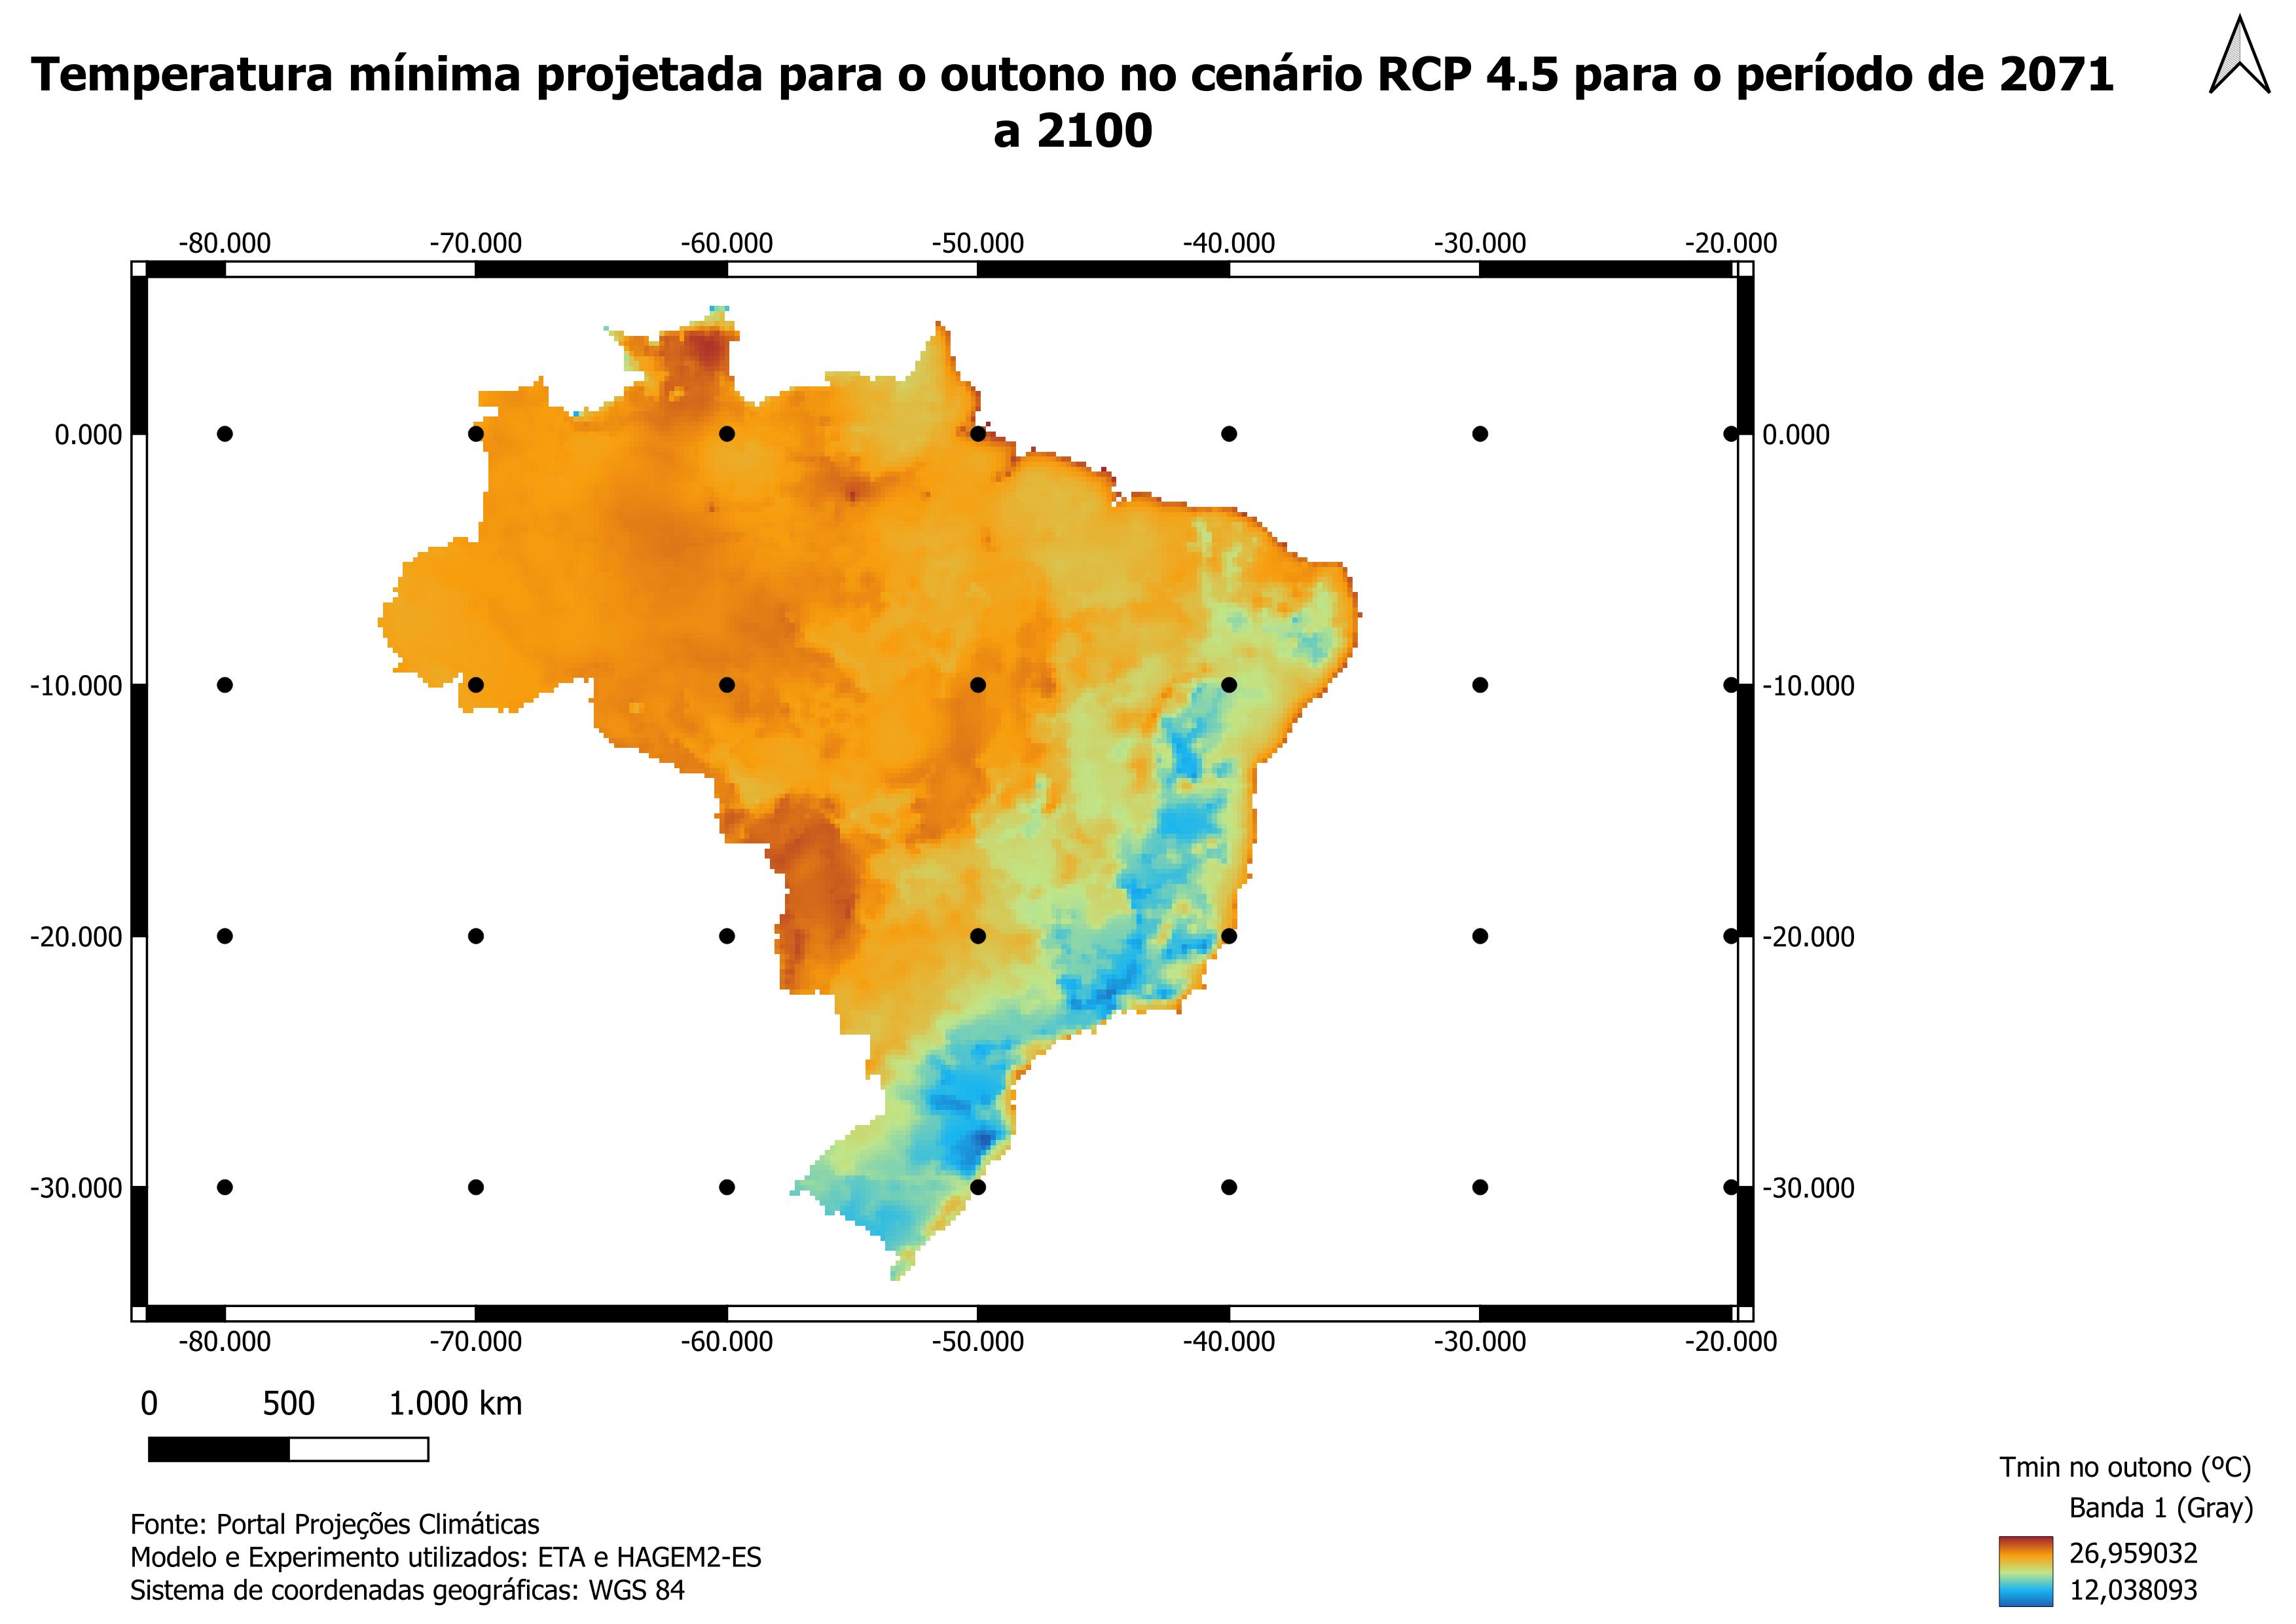 Temperatura mínima projetada para o outono no cenário RCP 4.5 para o período de 2071
a 2100
-80.000 -70.000 -60.000 -50.000 -40.000 -30.000 -20.000
0.000 0.000
-10.000 -10.000
-20.000 -20.000
-30.000 -30.000
-80.000 -70.000 -60.000 -50.000 -40.000 -30.000 -20.000
0 500 1.000 km
Fonte: Portal Projeções Climáticas
Modelo e Experimento utilizados: ETA e HAGEM2-ES
Sistema de coordenadas geográficas: WGS 84
Tmin no outono (ºC)
Banda 1 (Gray)
26,959032
12,038093